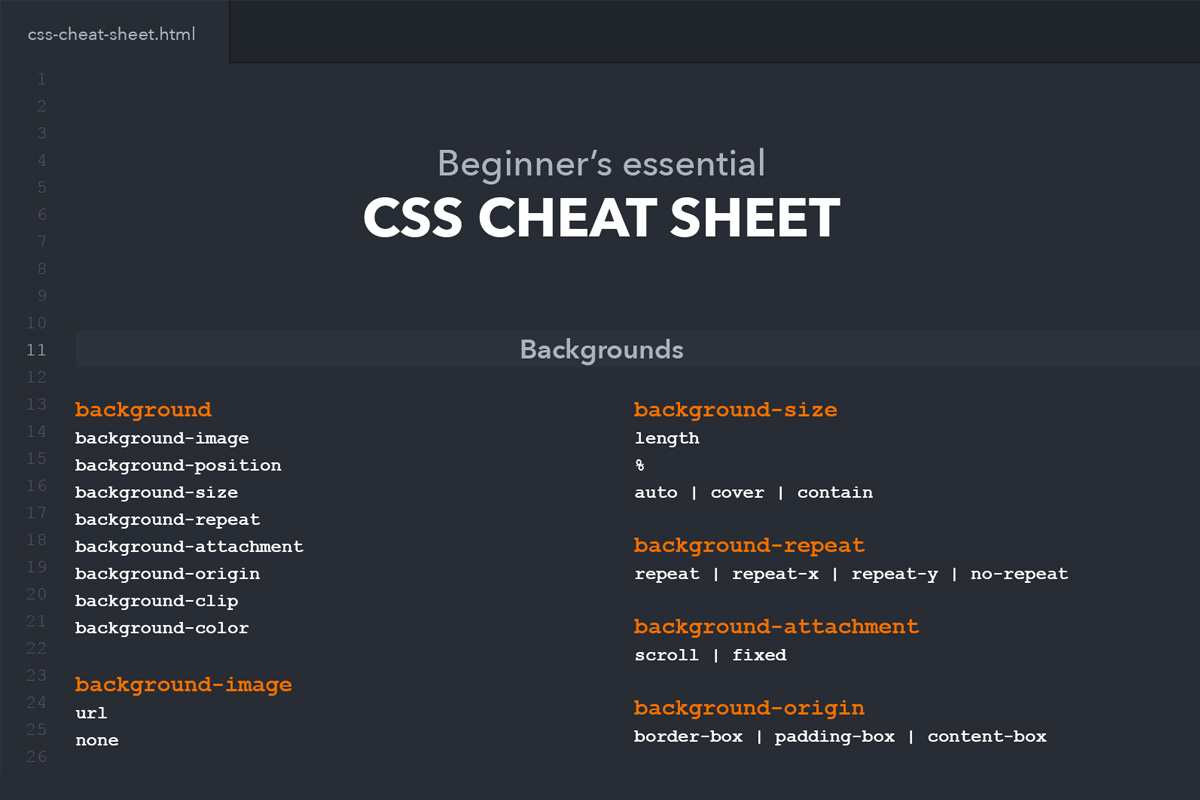 css-cheat-sheet.html
Beginner’s essential
CSS CHEAT SHEET
1
2
3
4
5
6
7
8
9
10
11
12
13
14
15
16
17
18
19
20
21
22
23
24
25
26
Backgrounds
background
background-image
background-position
background-size
background-repeat
background-attachment
background-origin
background-clip
background-color
background-image
url
none
background-size
length
%
auto | cover | contain
background-repeat
repeat | repeat-x | repeat-y | no-repeat
background-attachment
scroll | fixed
background-origin
border-box | padding-box | content-box